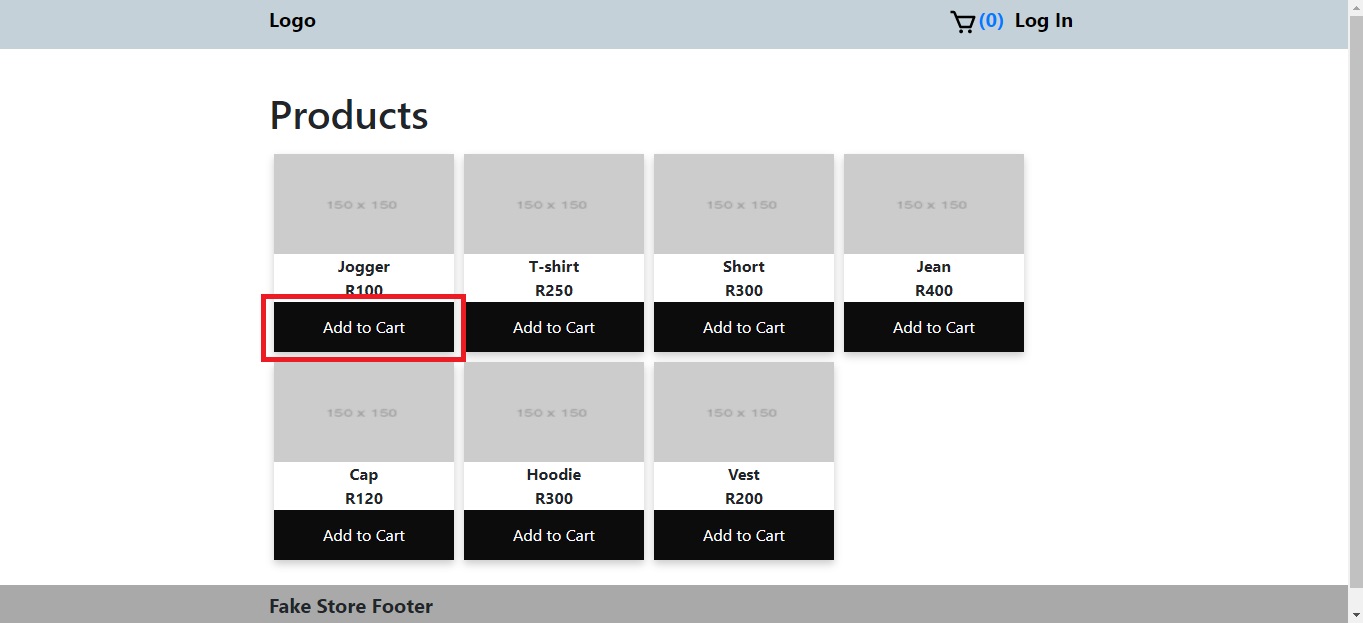 Logo
(0) Log In
Products
150 x 150 150 x 150 150 x 150 150 x 150
Jogger T-shirt Short Jean
R100 R250 R300 R400
Add to Cart Add to Cart Add to Cart Add to Cart
150 x 150 150 x 150 150 x 150
Cap Hoodie Vest
R120 R300 R200
Add to Cart Add to Cart Add to Cart
Fake Store Footer